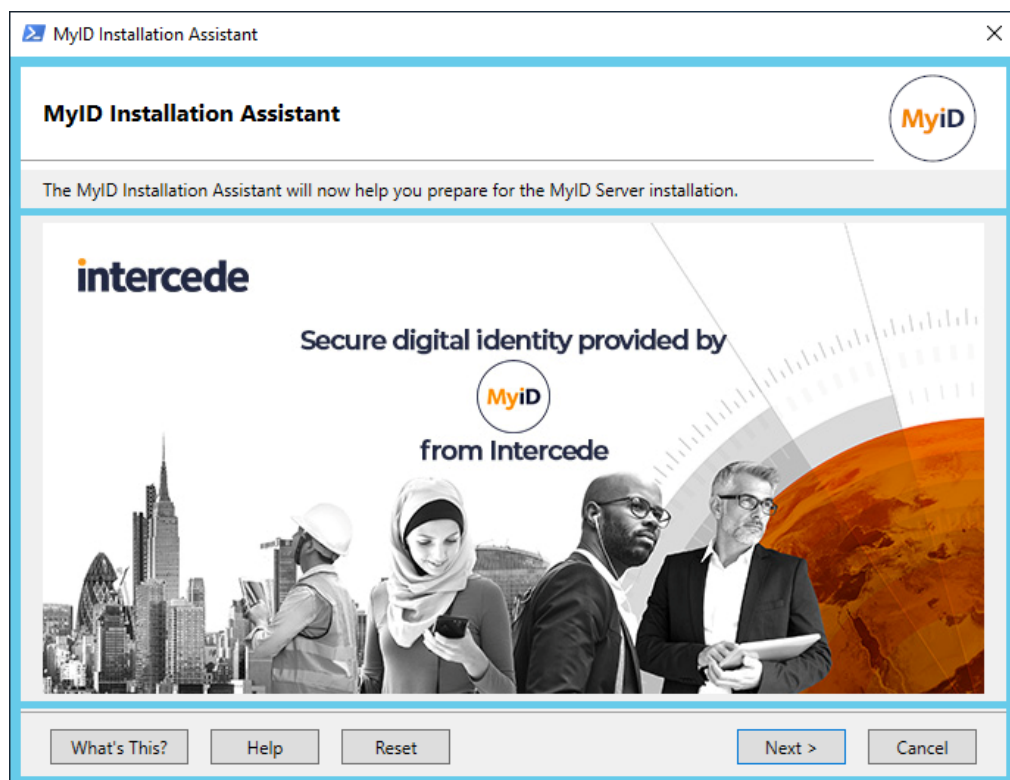 MyID Installation Assistant
MyID Installation Assistant
MyiD
The MyID Installation Assistant will now help you prepare for the MyID Server installation.
intercede
Secure digital identity provided by
MyiD
from Intercede
What's This?
Help
Reset
Next >
Cancel